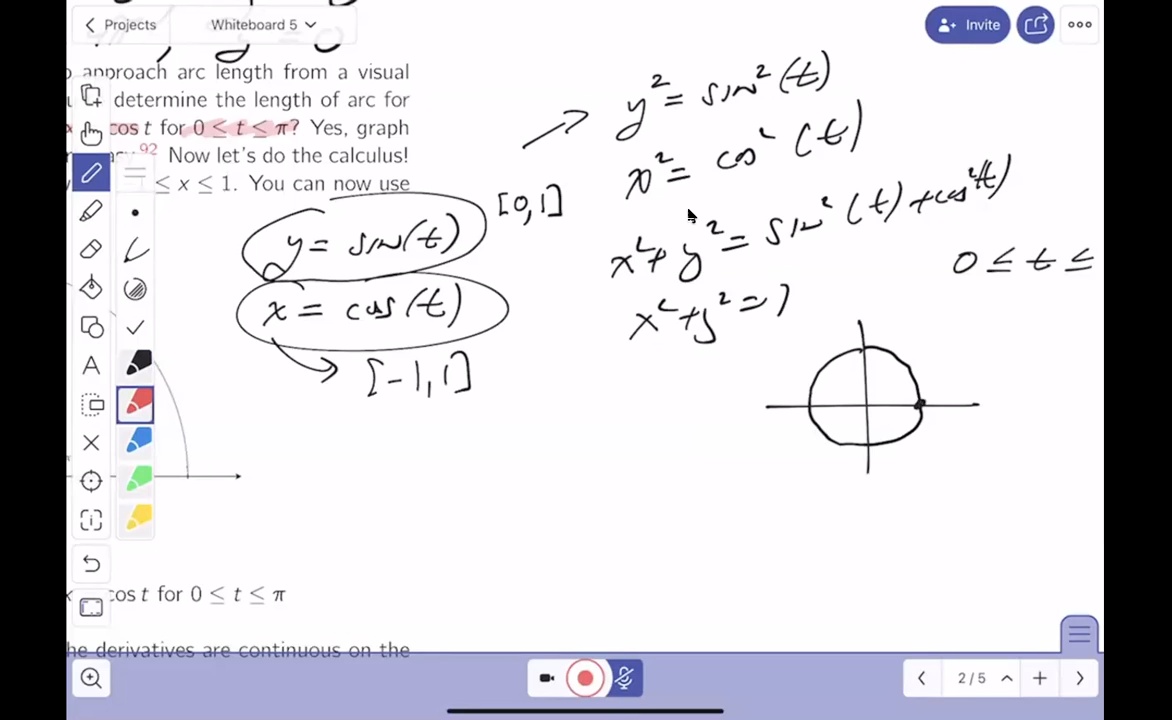 Projects
Whiteboard 5
Invite
approach arc length from a visual
determine the length of arc for
cos t for 0 ≤ t ≤ π? Yes, graph
92 Now let's do the calculus!
≤ x ≤ 1. You can now use
y = sin(t)
[0,1]
x = cos(t)
[-1,1]
y² = sin²(t)
x² = cos²(t)
x² + y² = sin²(t) + cos²(t)
x² + y² = 1
0 ≤ t ≤
A
cos t for 0 ≤ t ≤ π
he derivatives are continuous on the
2/5